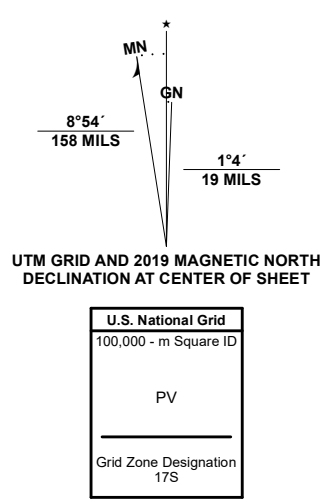 ★
MN
GN
8°54´
158 MILS
1°4´
19 MILS
UTM GRID AND 2019 MAGNETIC NORTH
DECLINATION AT CENTER OF SHEET
U.S. National Grid
100,000 - m Square ID
PV
Grid Zone Designation
17S